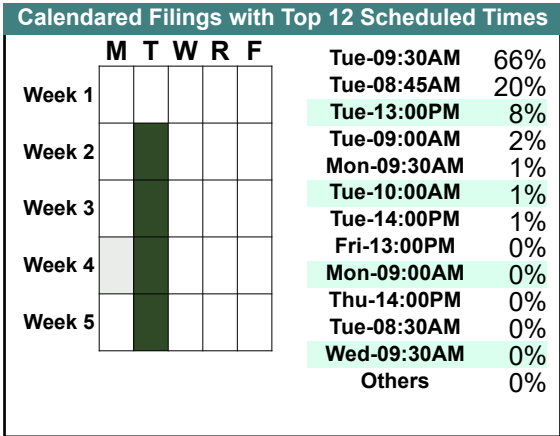 Calendared Filings with Top 12 Scheduled Times
M T W R F
Week 1
Week 2
Week 3
Week 4
Week 5
Tue-09:30AM 66%
Tue-08:45AM 20%
Tue-13:00PM 8%
Tue-09:00AM 2%
Mon-09:30AM 1%
Tue-10:00AM 1%
Tue-14:00PM 1%
Fri-13:00PM 0%
Mon-09:00AM 0%
Thu-14:00PM 0%
Tue-08:30AM 0%
Wed-09:30AM 0%
Others 0%